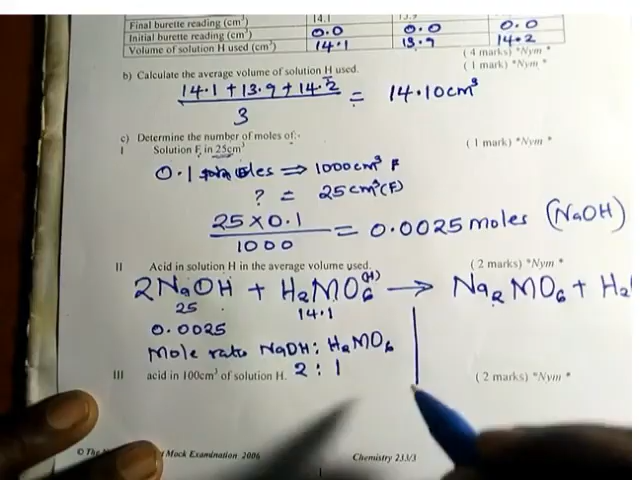 Final burette reading (cm³) 14.1 13.9
Initial burette reading (cm³) 0.0 0.0 0.0
Volume of solution H used (cm³) 14.1 13.9 14.2
( 4 marks) *Nym *
b) Calculate the average volume of solution H used. ( 1 mark) *Nym *
14.1 + 13.9 + 14.2 = 14.10cm³
3
c) Determine the number of moles of:-
I Solution F in 25cm³ ( 1 mark) *Nym *
0.1 moles ⇒ 1000cm³ F
? = 25cm³(F)
25 × 0.1 = 0.0025 moles (NaOH)
1000
II Acid in solution H in the average volume used. ( 2 marks) *Nym *
2NaOH + H₂MO₆ (H) → Na₂MO₆ + H₂
25 14.1
0.0025
Mole ratio NaOH : H₂MO₆
III acid in 100cm³ of solution H. 2 : 1 ( 2 marks) *Nym *
© The Mock Examination 2006 Chemistry 233/3